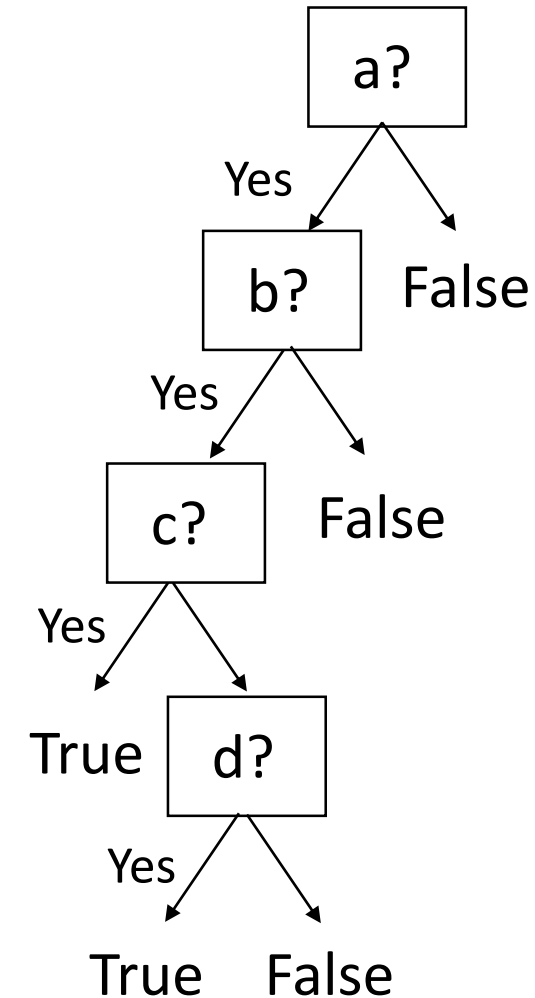 a?
Yes
b?
False
Yes
c?
False
Yes
True
d?
Yes
True
False